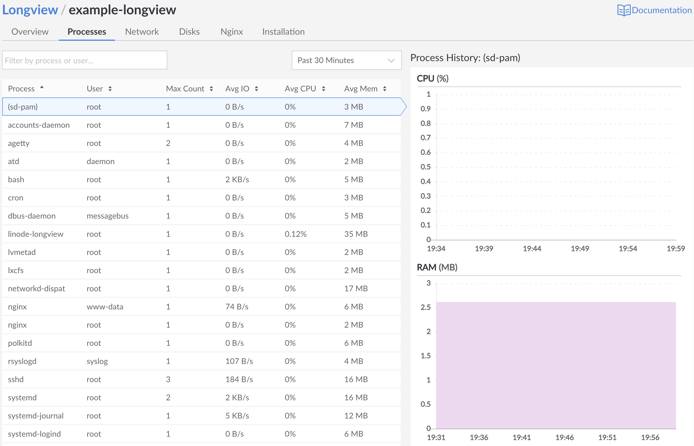 Longview / example-longview
Documentation
Overview Processes Network Disks Nginx Installation
Filter by process or user...
Past 30 Minutes
Process User Max Count Avg IO Avg CPU Avg Mem
(sd-pam) root 1 0 B/s 0% 3 MB
accounts-daemon root 1 0 B/s 0% 7 MB
agetty root 2 0 B/s 0% 4 MB
atd daemon 1 0 B/s 0% 2 MB
bash root 1 2 KB/s 0% 5 MB
cron root 1 0 B/s 0% 3 MB
dbus-daemon messagebus 1 0 B/s 0% 5 MB
linode-longview root 1 0 B/s 0.12% 35 MB
lvmetad root 1 0 B/s 0% 2 MB
lxcfs root 1 0 B/s 0% 2 MB
networkd-dispat root 1 0 B/s 0% 17 MB
nginx www-data 1 74 B/s 0% 6 MB
nginx root 1 0 B/s 0% 2 MB
polkitd root 1 0 B/s 0% 6 MB
rsyslogd syslog 1 107 B/s 0% 4 MB
sshd root 3 184 B/s 0% 16 MB
systemd root 2 2 KB/s 0% 16 MB
systemd-journal root 1 5 KB/s 0% 12 MB
systemd-logind root 1 0 B/s 0% 6 MB
Process History: (sd-pam)
CPU (%)
1
0.9
0.8
0.7
0.6
0.5
0.4
0.3
0.2
0.1
0
19:34 19:39 19:44 19:49 19:54 19:59
RAM (MB)
3
2.5
2
1.5
1
0.5
0
19:31 19:36 19:41 19:46 19:51 19:56